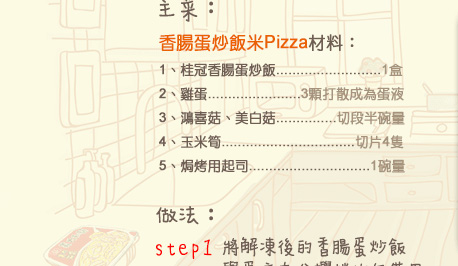 主菜：
香腸蛋炒飯米Pizza材料：
1、桂冠香腸蛋炒飯..........................1盒
2、雞蛋.......................3顆打散成為蛋液
3、鴻喜菇、美白菇...............切段半碗量
4、玉米筍........................................切片4隻
5、焗烤用起司..............................1碗量
做法：
step1 將解凍後的香腸蛋炒飯